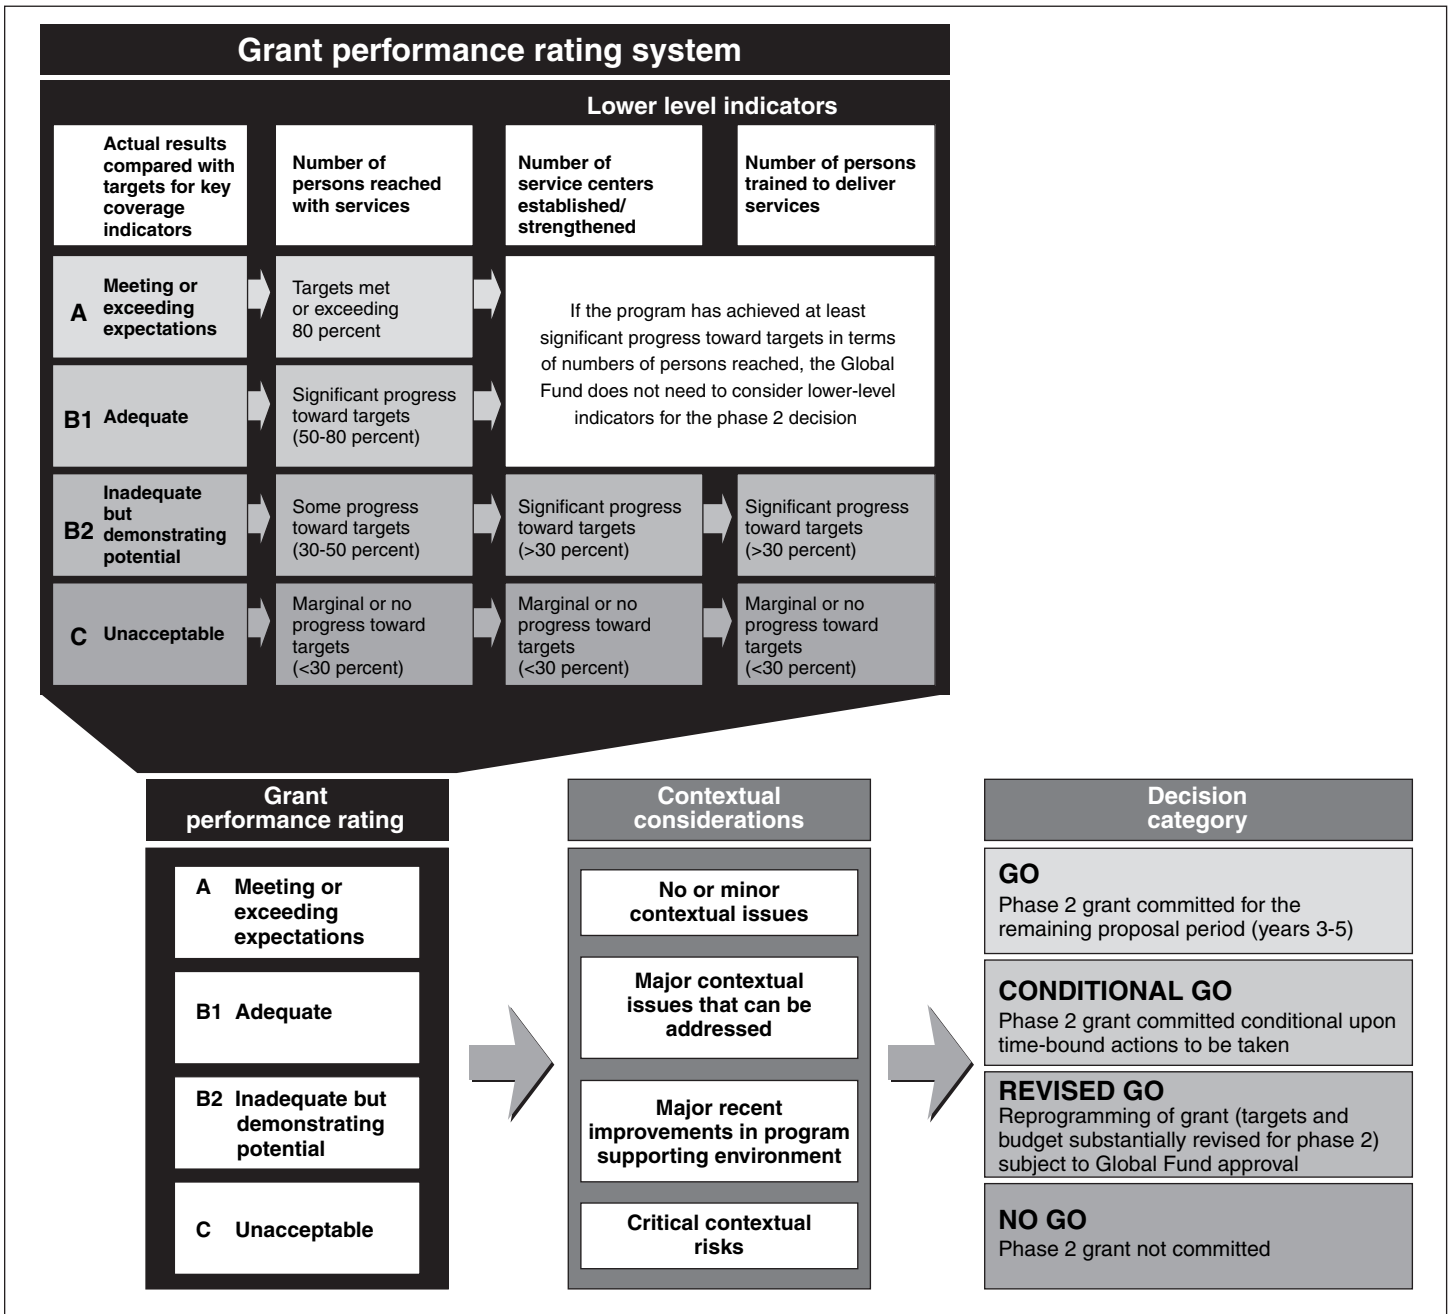 Grant performance rating system
Lower level indicators
Actual results
compared with
targets for key
coverage
indicators
Number of
persons reached
with services
Number of
service centers
established/
strengthened
Number of persons
trained to deliver
services
A
Meeting or
exceeding
expectations
Targets met
or exceeding
80 percent
If the program has achieved at least
significant progress toward targets in terms
of numbers of persons reached, the Global
Fund does not need to consider lower-level
indicators for the phase 2 decision
B1 Adequate
Significant progress
toward targets
(50-80 percent)
B2
Inadequate
but
demonstrating
potential
Some progress
toward targets
(30-50 percent)
Significant progress
toward targets
(>30 percent)
Significant progress
toward targets
(>30 percent)
C Unacceptable
Marginal or no
progress toward
targets
(<30 percent)
Marginal or no
progress toward
targets
(<30 percent)
Marginal or no
progress toward
targets
(<30 percent)
Grant
performance rating
A Meeting or
exceeding
expectations
B1 Adequate
B2 Inadequate but
demonstrating
potential
C Unacceptable
Contextual
considerations
No or minor
contextual issues
Major contextual
issues that can be
addressed
Major recent
improvements in program
supporting environment
Critical contextual
risks
Decision
category
GO
Phase 2 grant committed for the
remaining proposal period (years 3-5)
CONDITIONAL GO
Phase 2 grant committed conditional upon
time-bound actions to be taken
REVISED GO
Reprogramming of grant (targets and
budget substantially revised for phase 2)
subject to Global Fund approval
NO GO
Phase 2 grant not committed